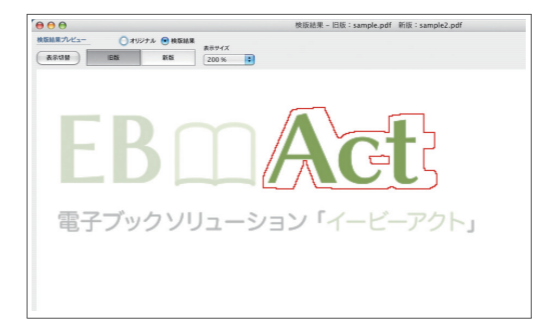 検版結果 - 旧版：sample.pdf 新版：sample2.pdf
検版結果プレビュー オリジナル 検版結果 表示サイズ
表示切替 旧版 新版 200 %
EB Act
電子ブックソリューション「イービーアクト」